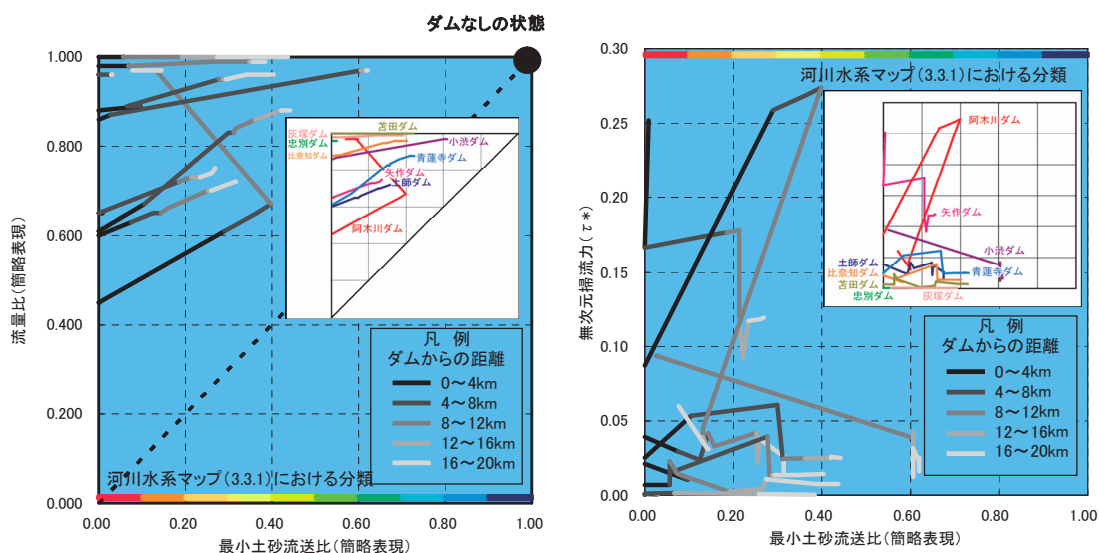 ダムなしの状態
1.000
0.800
0.600
0.400
0.200
0.000
流量比(簡略表現)
苫田ダム
灰塚ダム
忠別ダム
小渋ダム
比奈知ダム
青蓮寺ダム
矢作ダム
土師ダム
阿木川ダム
凡 例
ダムからの距離
0～4km
4～8km
8～12km
12～16km
16～20km
河川水系マップ(3.3.1)における分類
0.00 0.20 0.40 0.60 0.80 1.00
最小土砂流送比(簡略表現)
0.30
0.25
0.20
0.15
0.10
0.05
0.00
無次元掃流力(τ*)
河川水系マップ(3.3.1)における分類
阿木川ダム
矢作ダム
小渋ダム
土師ダム
比奈知ダム
青蓮寺ダム
苫田ダム
忠別ダム
灰塚ダム
凡 例
ダムからの距離
0～4km
4～8km
8～12km
12～16km
16～20km
0.00 0.20 0.40 0.60 0.80 1.00
最小土砂流送比(簡略表現)